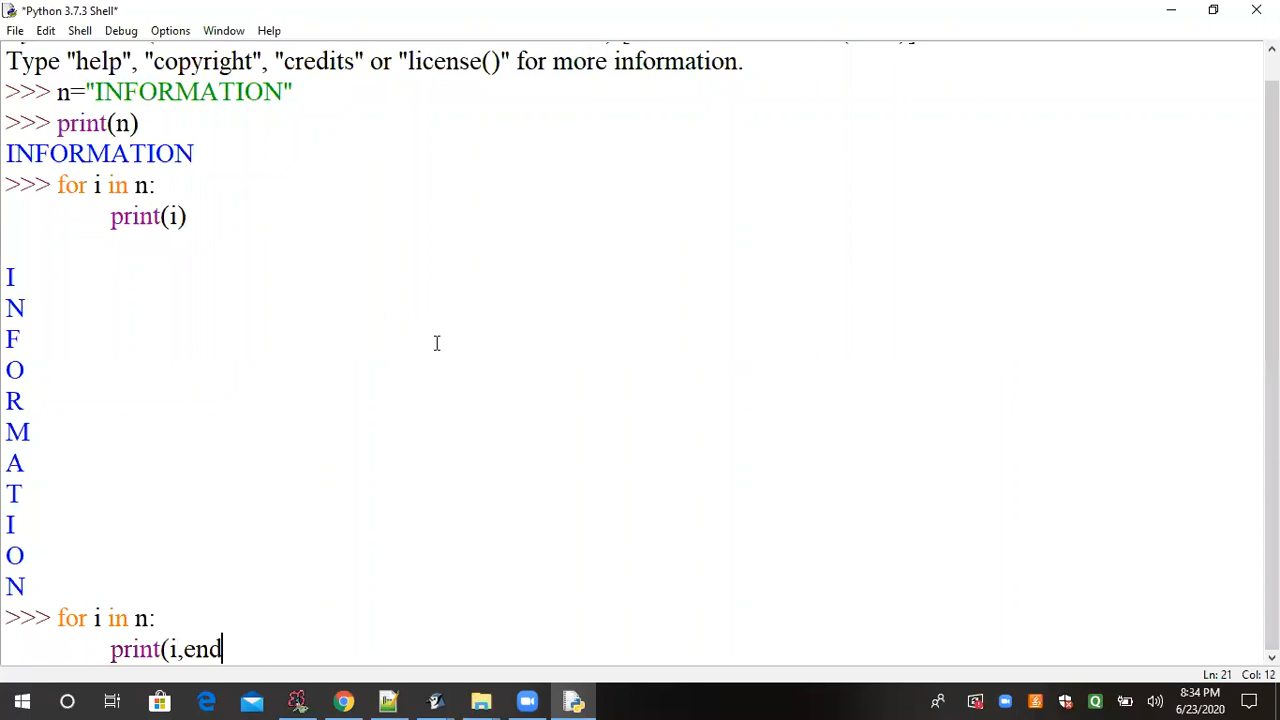 *Python 3.7.3 Shell*
File Edit Shell Debug Options Window Help
Type "help", "copyright", "credits" or "license()" for more information.
>>> n="INFORMATION"
>>> print(n)
INFORMATION
>>> for i in n:
print(i)
I
N
F
O
R
M
A
T
I
O
N
>>> for i in n:
print(i,end
Ln: 21 Col: 12
8:34 PM
6/23/2020